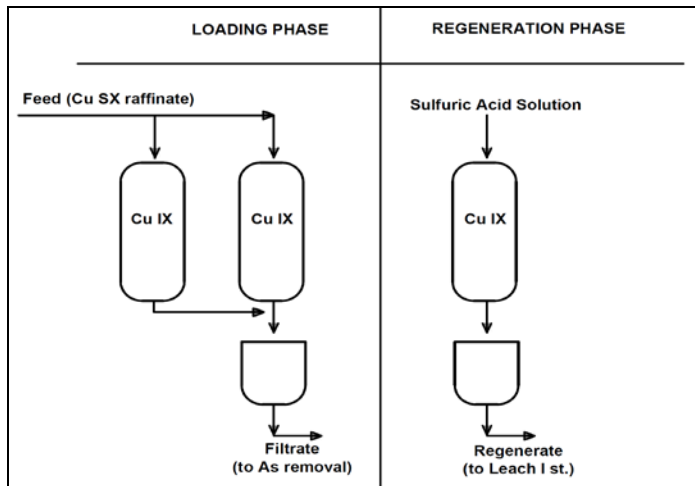 LOADING PHASE
REGENERATION PHASE
Feed (Cu SX raffinate)
Sulfuric Acid Solution
Cu IX
Cu IX
Cu IX
Filtrate
(to As removal)
Regenerate
(to Leach I st.)